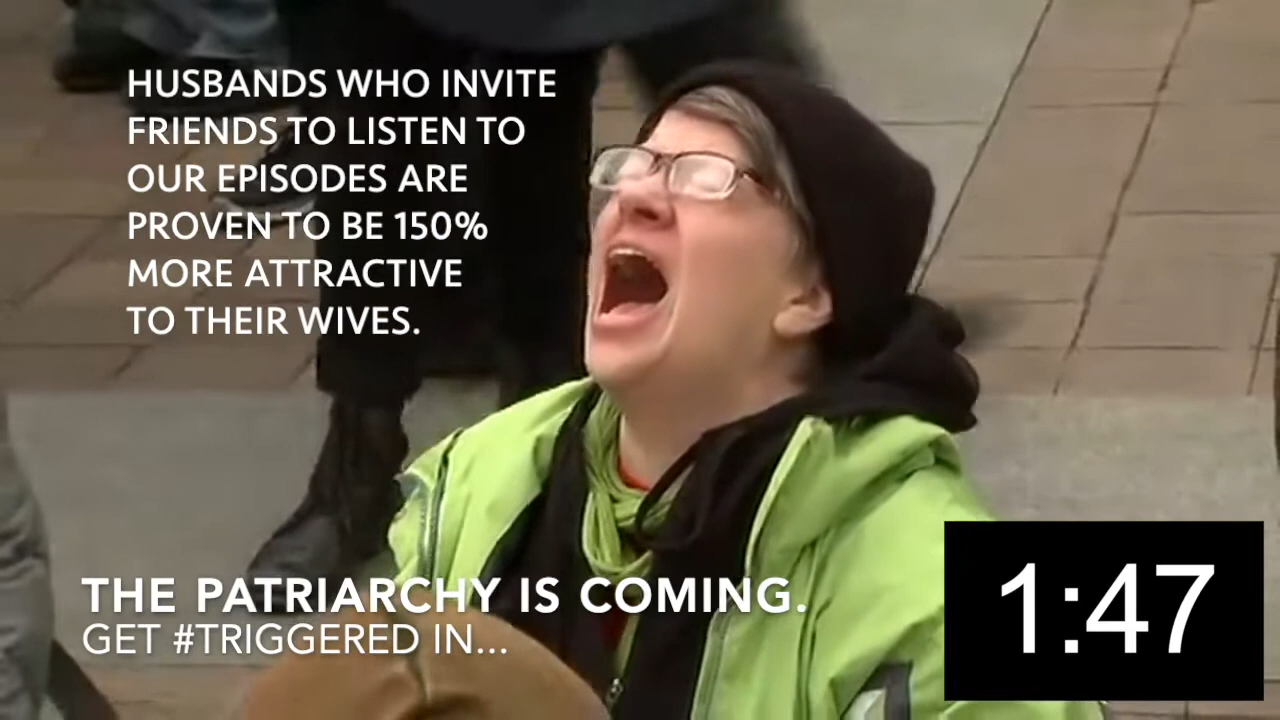 HUSBANDS WHO INVITE
FRIENDS TO LISTEN TO
OUR EPISODES ARE
PROVEN TO BE 150%
MORE ATTRACTIVE
TO THEIR WIVES.
THE PATRIARCHY IS COMING.
GET #TRIGGERED IN...
1:47